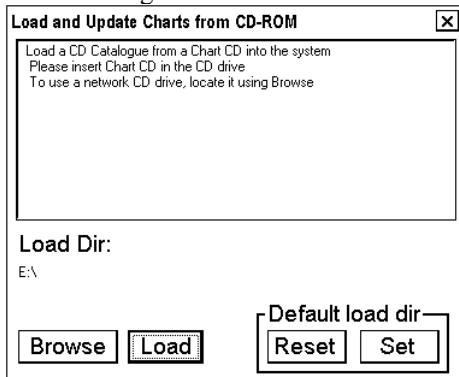 Load and Update Charts from CD-ROM
Load a CD Catalogue from a Chart CD into the system
Please insert Chart CD in the CD drive
To use a network CD drive, locate it using Browse
Load Dir:
E:\
Default load dir
Browse Load Reset Set